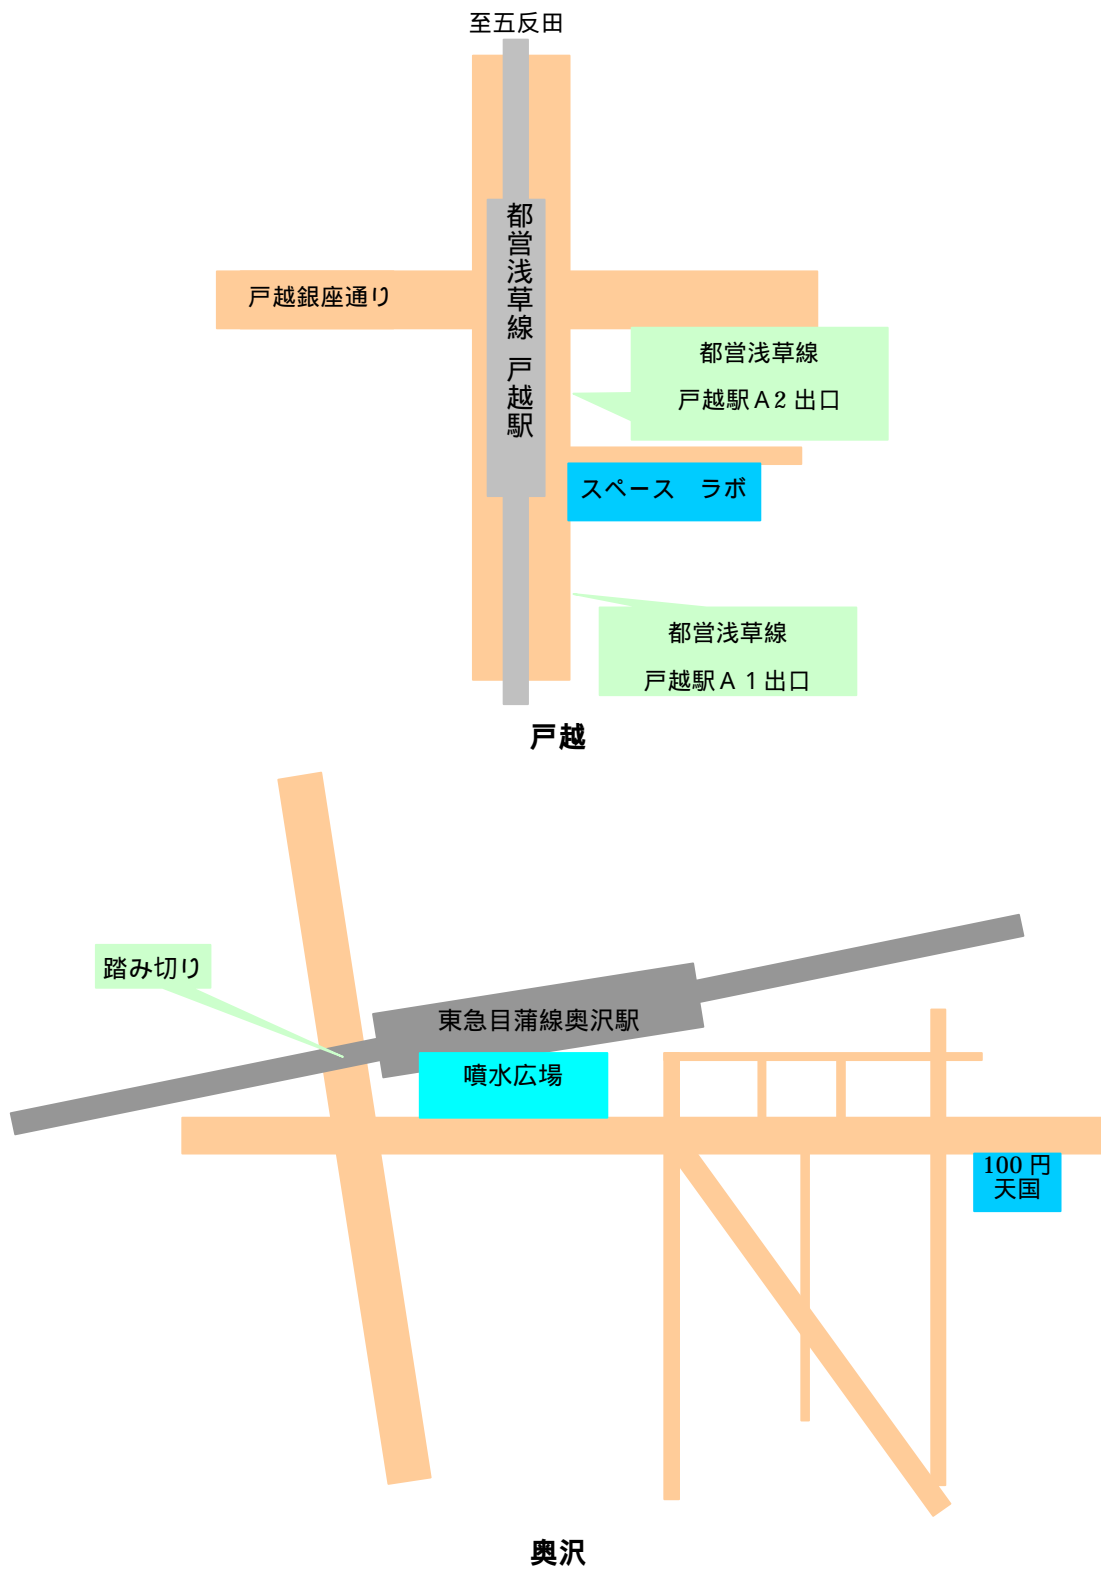 至五反田
都営浅草線 戸越駅
戸越銀座通り
都営浅草線
戸越駅Ａ2 出口
スペース　ラボ
都営浅草線
戸越駅Ａ１出口
戸越
踏み切り
東急目蒲線奥沢駅
噴水広場
100 円
天国
奥沢